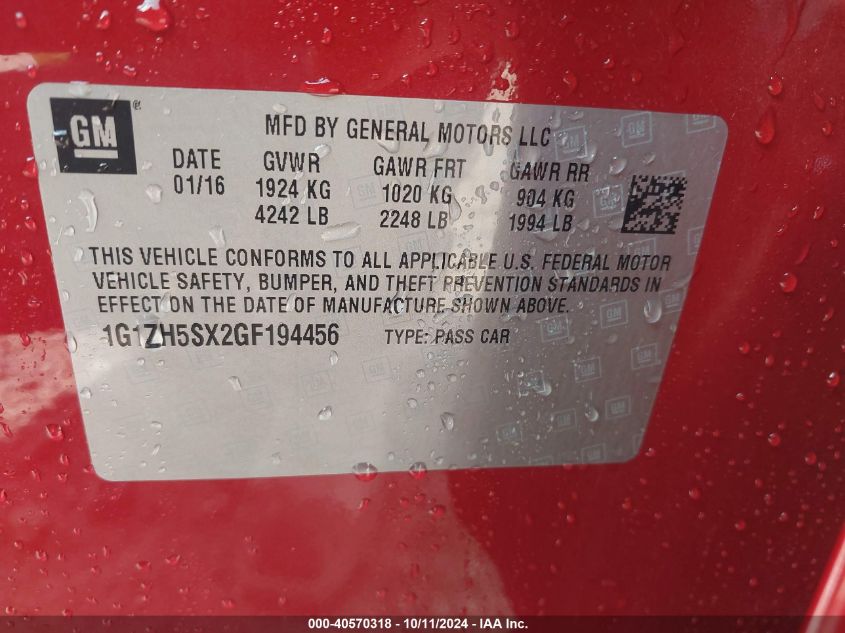 GM ®
MFD BY GENERAL MOTORS LLC
DATE GVWR GAWR FRT GAWR RR
01/16 1924 KG 1020 KG 904 KG
4242 LB 2248 LB 1994 LB
THIS VEHICLE CONFORMS TO ALL APPLICABLE U.S. FEDERAL MOTOR
VEHICLE SAFETY, BUMPER, AND THEFT PREVENTION STANDARDS IN
EFFECT ON THE DATE OF MANUFACTURE SHOWN ABOVE.
1G1ZH5SX2GF194456 TYPE: PASS CAR
000-40570318 - 10/11/2024 - IAA Inc.